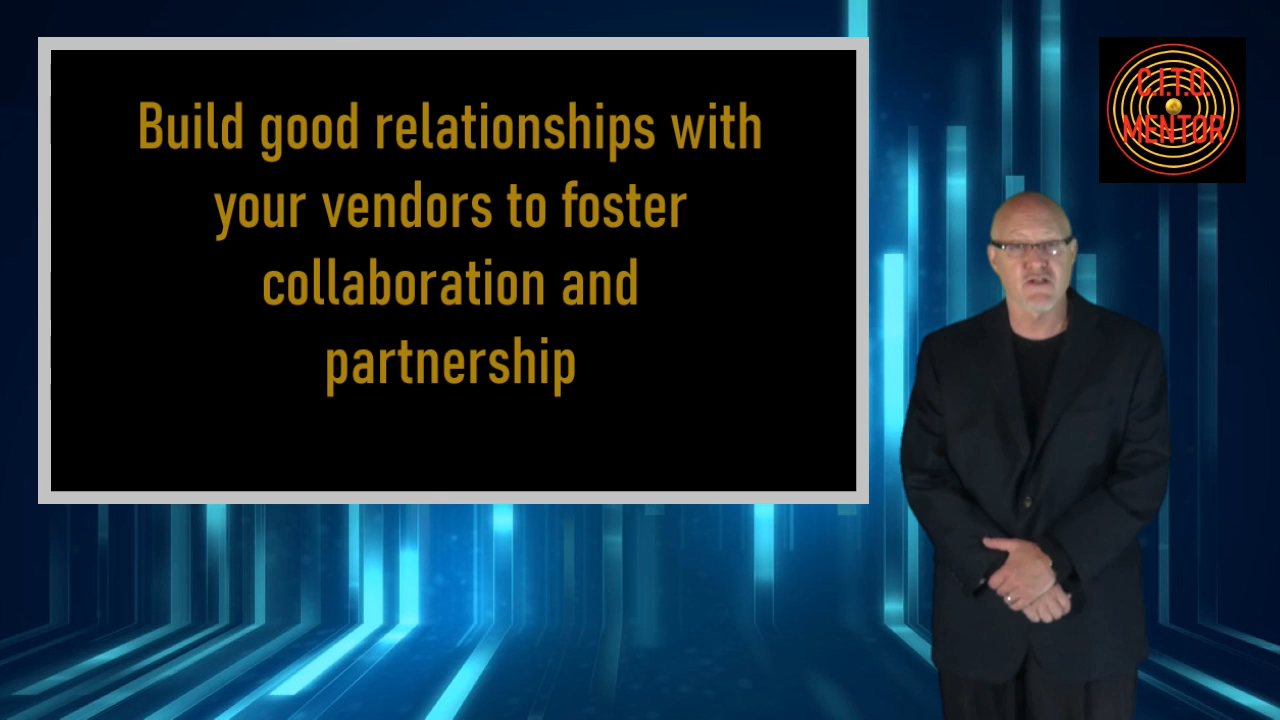 Build good relationships with
your vendors to foster
collaboration and
partnership
C.I.T.O.
MENTOR